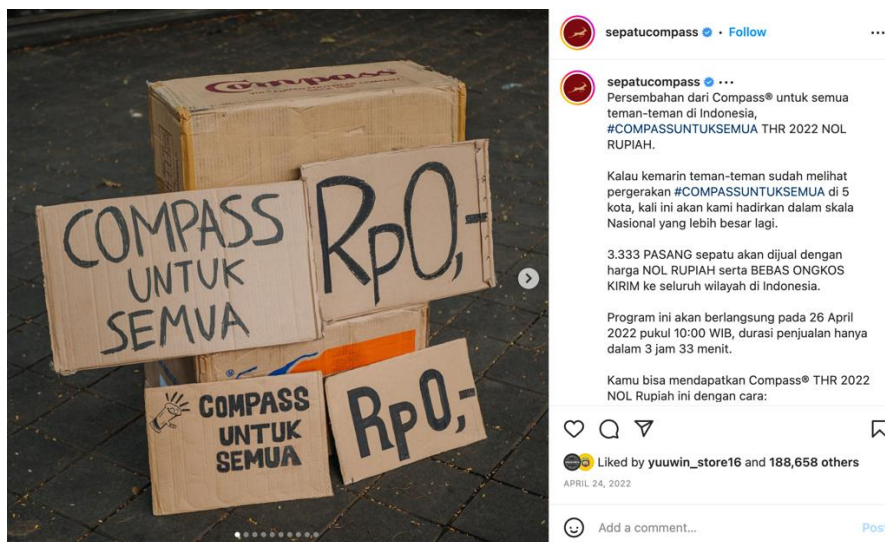 Compass
COMPASS
UNTUK
SEMUA
Rp0,-
COMPASS
UNTUK
SEMUA
Rp0,-
sepatucompass • Follow
sepatucompass
Persembahan dari Compass® untuk semua
teman-teman di Indonesia,
#COMPASSUNTUKSEMUA THR 2022 NOL
RUPIAH.
Kalau kemarin teman-teman sudah melihat
pergerakan #COMPASSUNTUKSEMUA di 5
kota, kali ini akan kami hadirkan dalam skala
Nasional yang lebih besar lagi.
3.333 PASANG sepatu akan dijual dengan
harga NOL RUPIAH serta BEBAS ONGKOS
KIRIM ke seluruh wilayah di Indonesia.
Program ini akan berlangsung pada 26 April
2022 pukul 10:00 WIB, durasi penjualan hanya
dalam 3 jam 33 menit.
Kamu bisa mendapatkan Compass® THR 2022
NOL Rupiah ini dengan cara:
Liked by yuuwin_store16 and 188,658 others
APRIL 24, 2022
Add a comment...
Pos